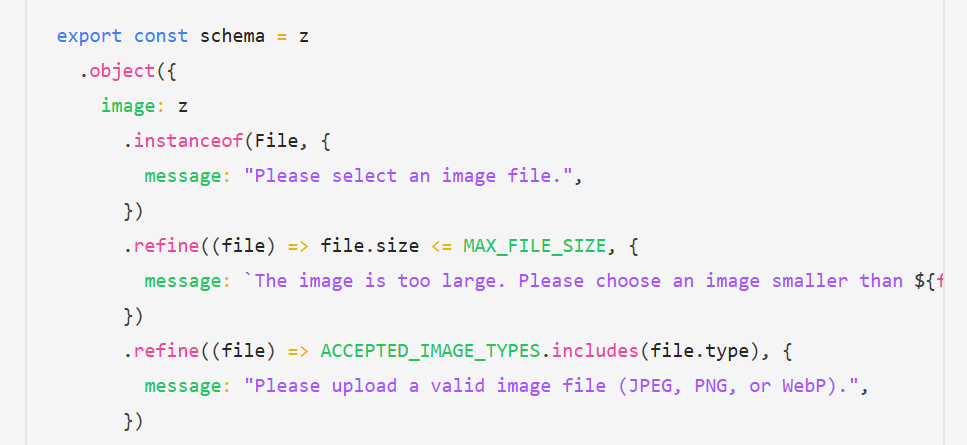 export const schema = z
.object({
image: z
.instanceof(File, {
message: "Please select an image file.",
})
.refine((file) => file.size <= MAX_FILE_SIZE, {
message: `The image is too large. Please choose an image smaller than ${f
})
.refine((file) => ACCEPTED_IMAGE_TYPES.includes(file.type), {
message: "Please upload a valid image file (JPEG, PNG, or WebP).",
})